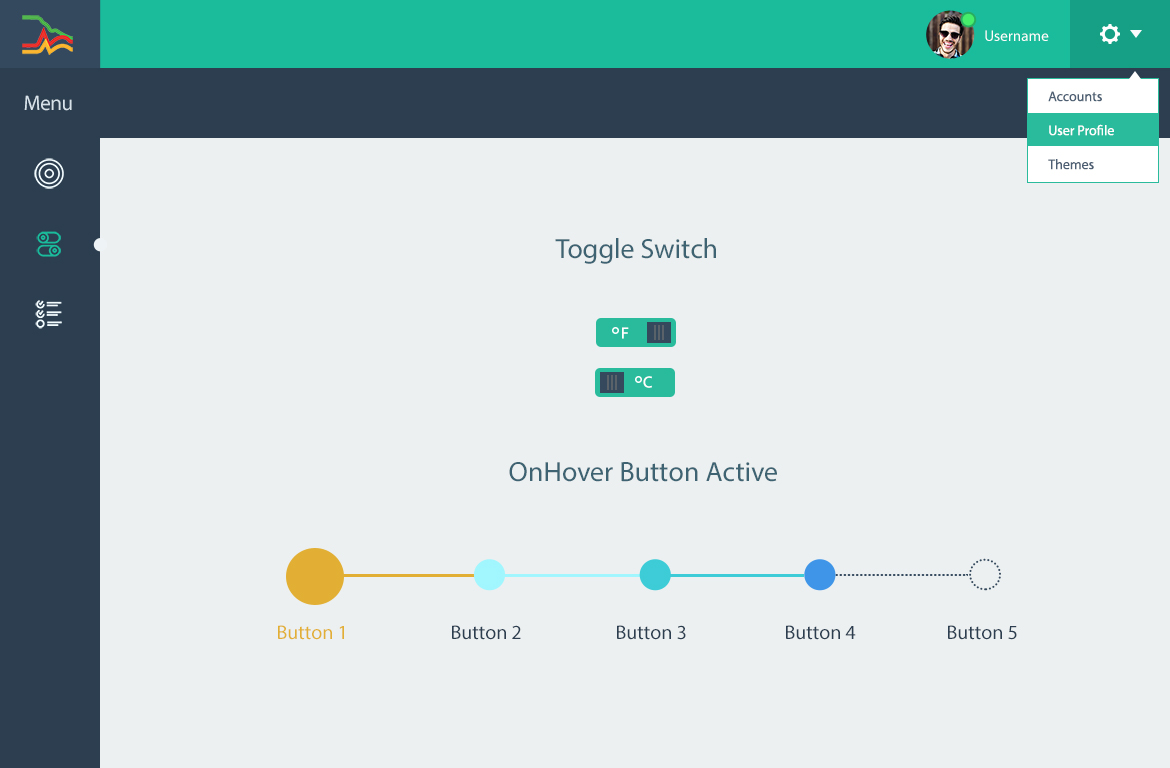 Username
Menu
Accounts
User Profile
Themes
Toggle Switch
°F
°C
OnHover Button Active
Button 1
Button 2
Button 3
Button 4
Button 5